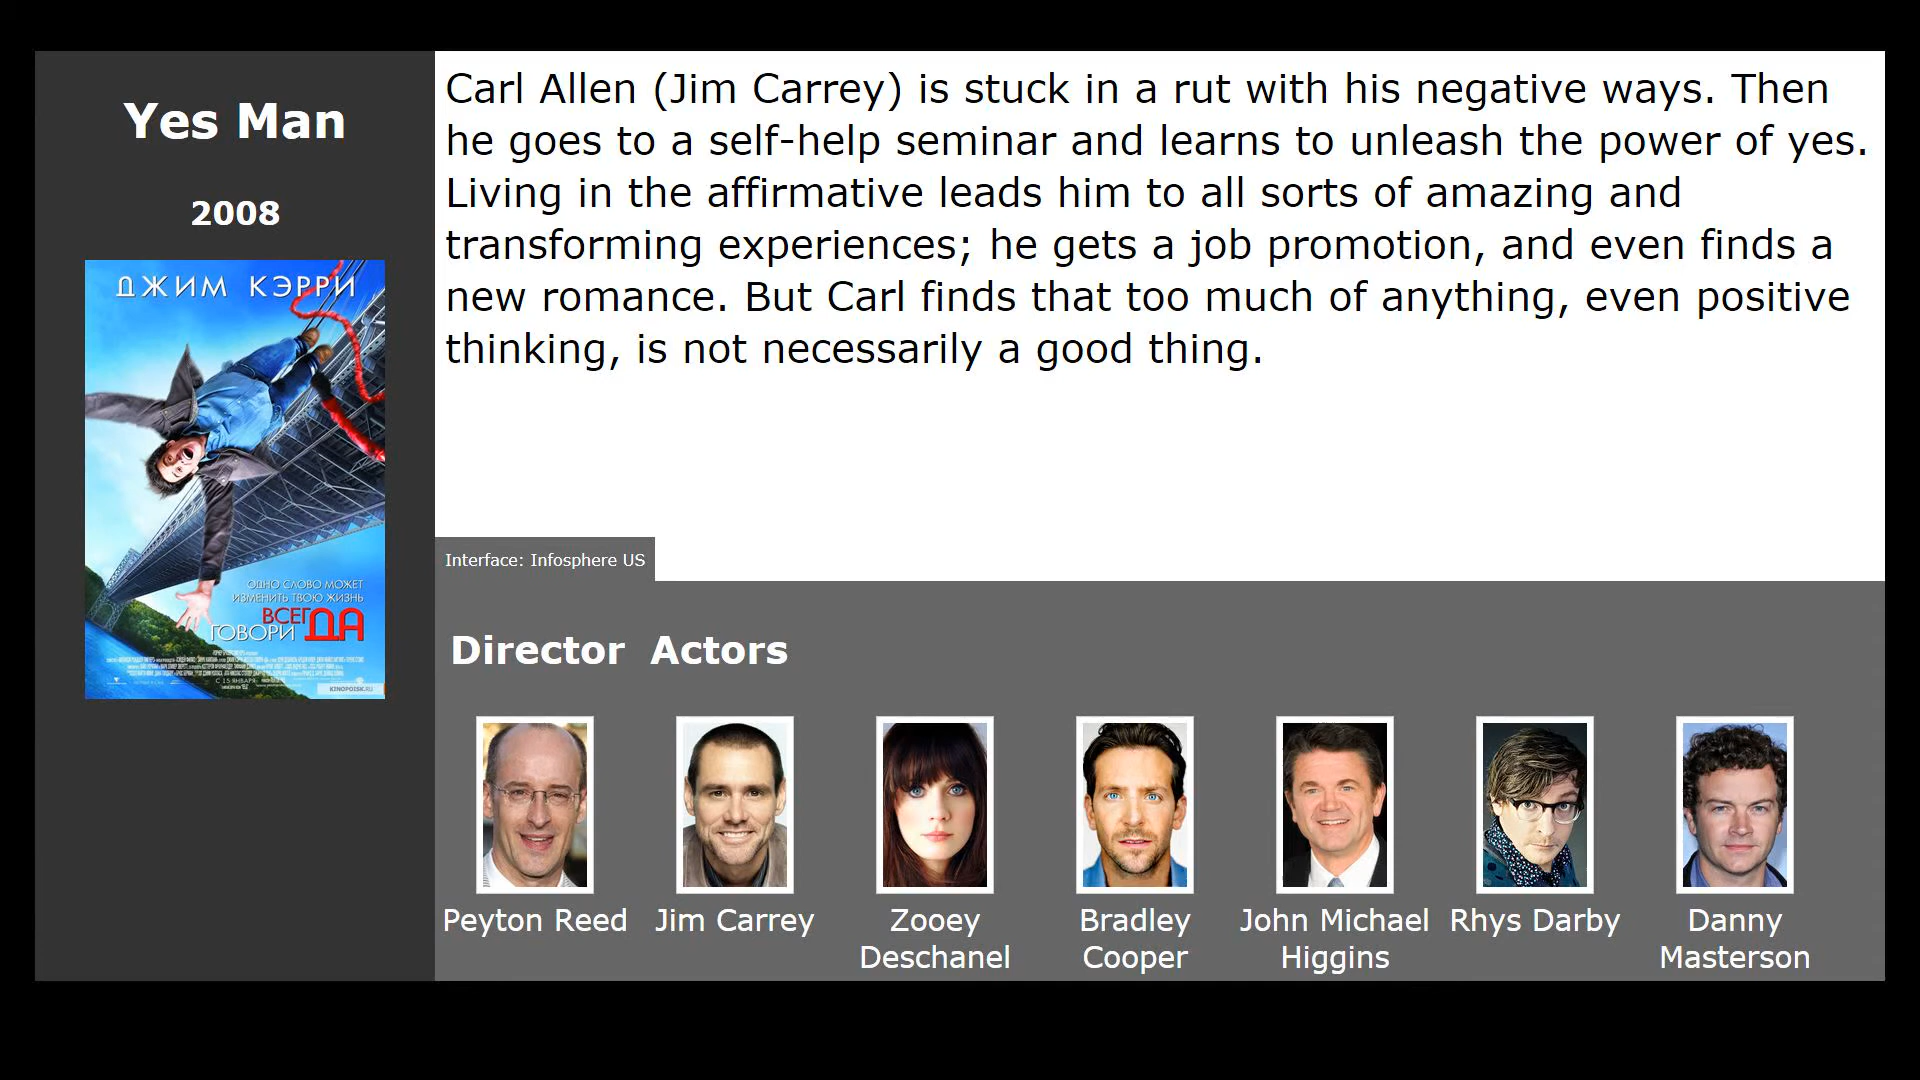 Yes Man
2008
ДЖИМ КЭРРИ
ОДНО СЛОВО МОЖЕТ
ИЗМЕНИТЬ ТВОЮ ЖИЗНЬ
ВСЕГДА
ГОВОРИ ДА
С 15 ЯНВАРЯ
KINOPOISK.RU
Carl Allen (Jim Carrey) is stuck in a rut with his negative ways. Then
he goes to a self-help seminar and learns to unleash the power of yes.
Living in the affirmative leads him to all sorts of amazing and
transforming experiences; he gets a job promotion, and even finds a
new romance. But Carl finds that too much of anything, even positive
thinking, is not necessarily a good thing.
Interface: Infosphere US
Director Actors
Peyton Reed
Jim Carrey
Zooey
Deschanel
Bradley
Cooper
John Michael
Higgins
Rhys Darby
Danny
Masterson